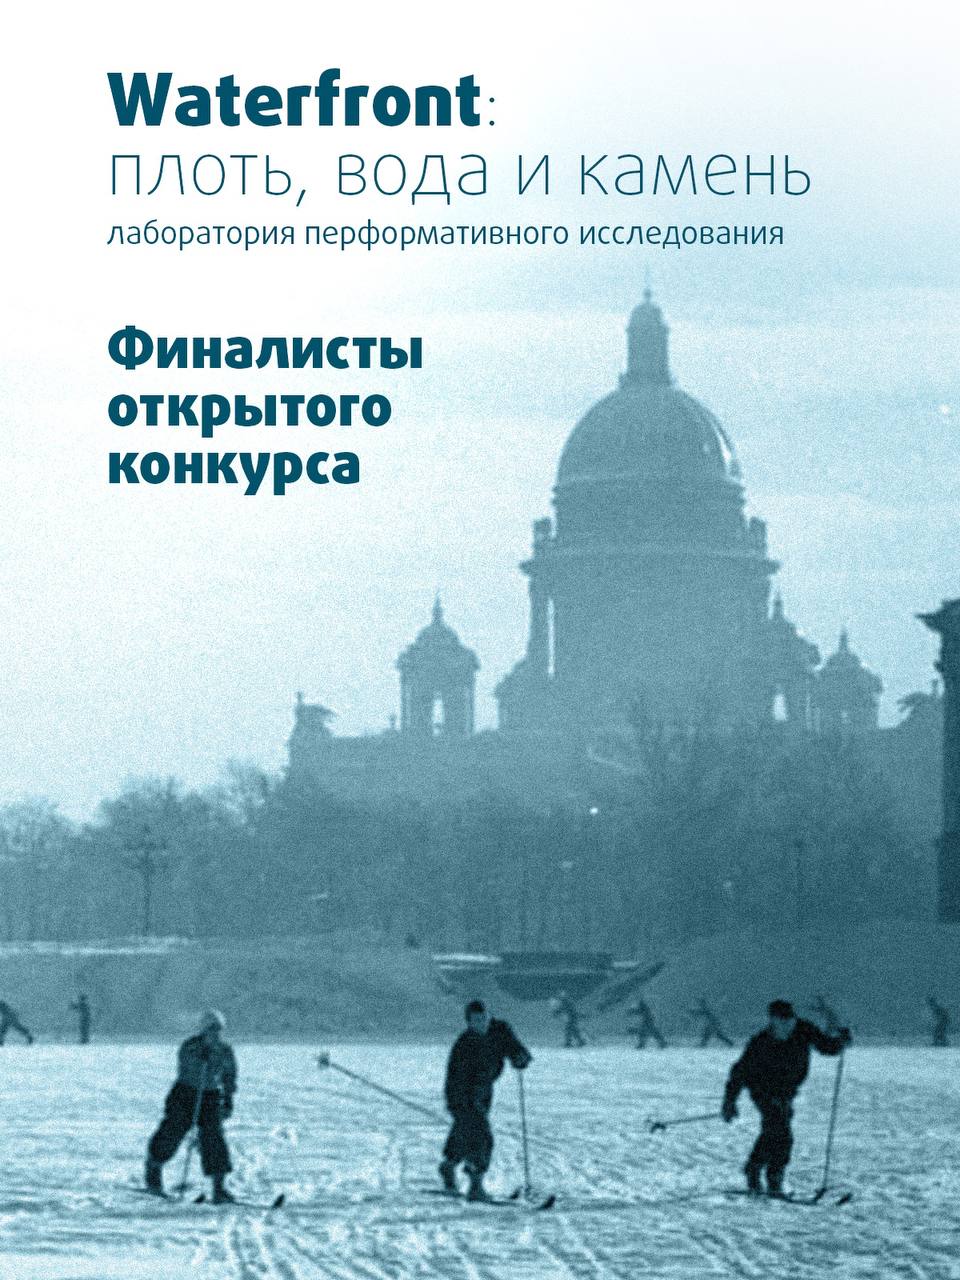 Waterfront:
плоть, вода и камень
лаборатория перформативного исследования
Финалисты
открытого
конкурса